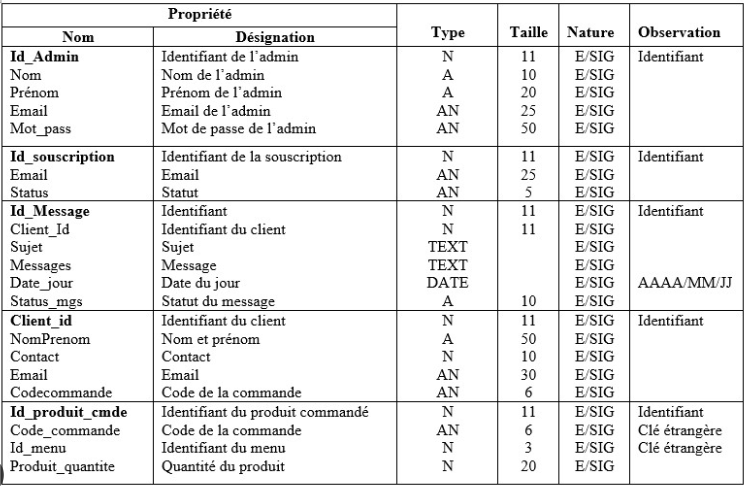 Propriété
Nom Désignation Type Taille Nature Observation
Id_Admin Identifiant de l’admin N 11 E/SIG Identifiant
Nom Nom de l’admin A 10 E/SIG
Prénom Prénom de l’admin A 20 E/SIG
Email Email de l’admin AN 25 E/SIG
Mot_pass Mot de passe de l’admin AN 50 E/SIG
Id_souscription Identifiant de la souscription N 11 E/SIG Identifiant
Email Email AN 25 E/SIG
Status Statut AN 5 E/SIG
Id_Message Identifiant N 11 E/SIG Identifiant
Client_Id Identifiant du client N 11 E/SIG
Sujet Sujet TEXT E/SIG
Messages Message TEXT E/SIG
Date_jour Date du jour DATE E/SIG AAAA/MM/JJ
Status_mgs Statut du message A 10 E/SIG
Client_id Identifiant du client N 11 E/SIG Identifiant
NomPrenom Nom et prénom A 50 E/SIG
Contact Contact N 10 E/SIG
Email Email AN 30 E/SIG
Codecommande Code de la commande AN 6 E/SIG
Id_produit_cmde Identifiant du produit commandé N 11 E/SIG Identifiant
Code_commande Code de la commande AN 6 E/SIG Clé étrangère
Id_menu Identifiant du menu N 3 E/SIG Clé étrangère
Produit_quantite Quantité du produit N 20 E/SIG